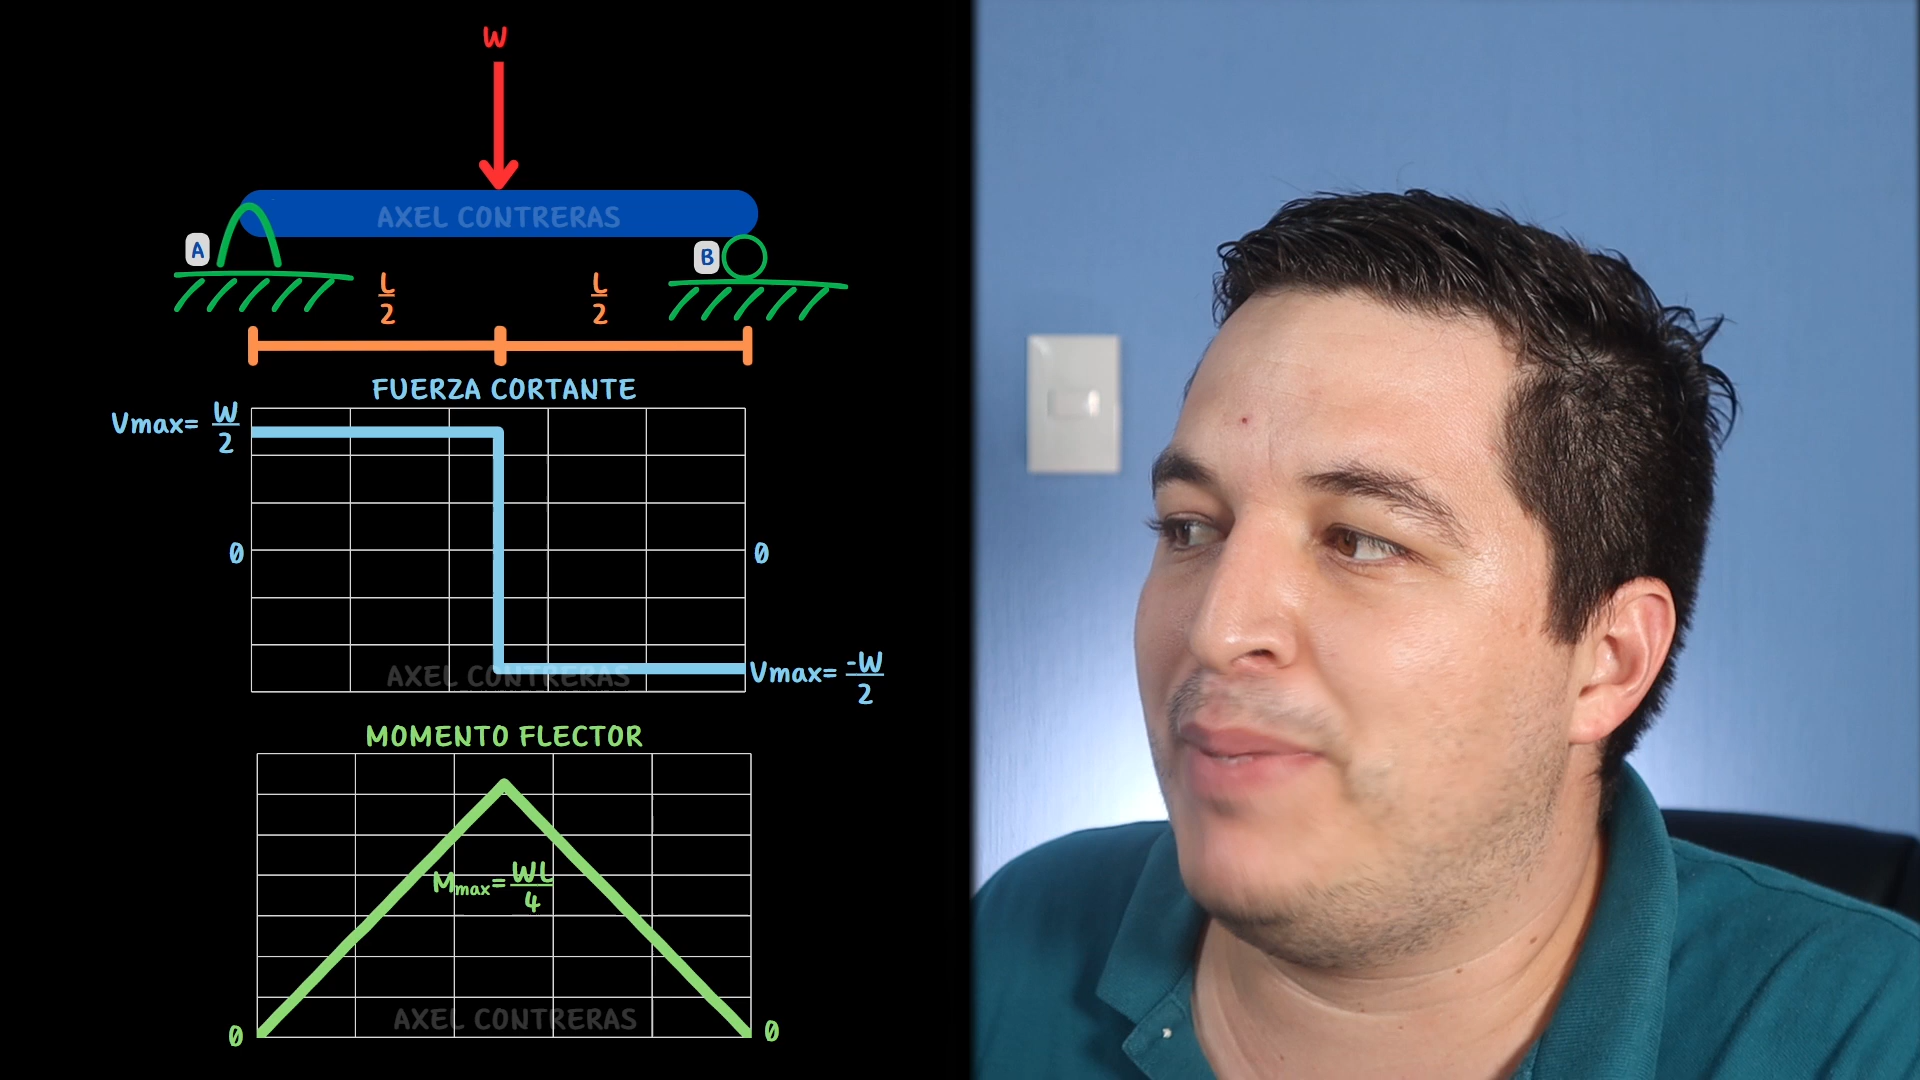 W
AXEL CONTRERAS
A
B
L
2
L
2
FUERZA CORTANTE
Vmax= W
2
0
0
AXEL CONTRERAS
Vmax= -W
2
MOMENTO FLECTOR
Mmax= WL
4
AXEL CONTRERAS
0
0